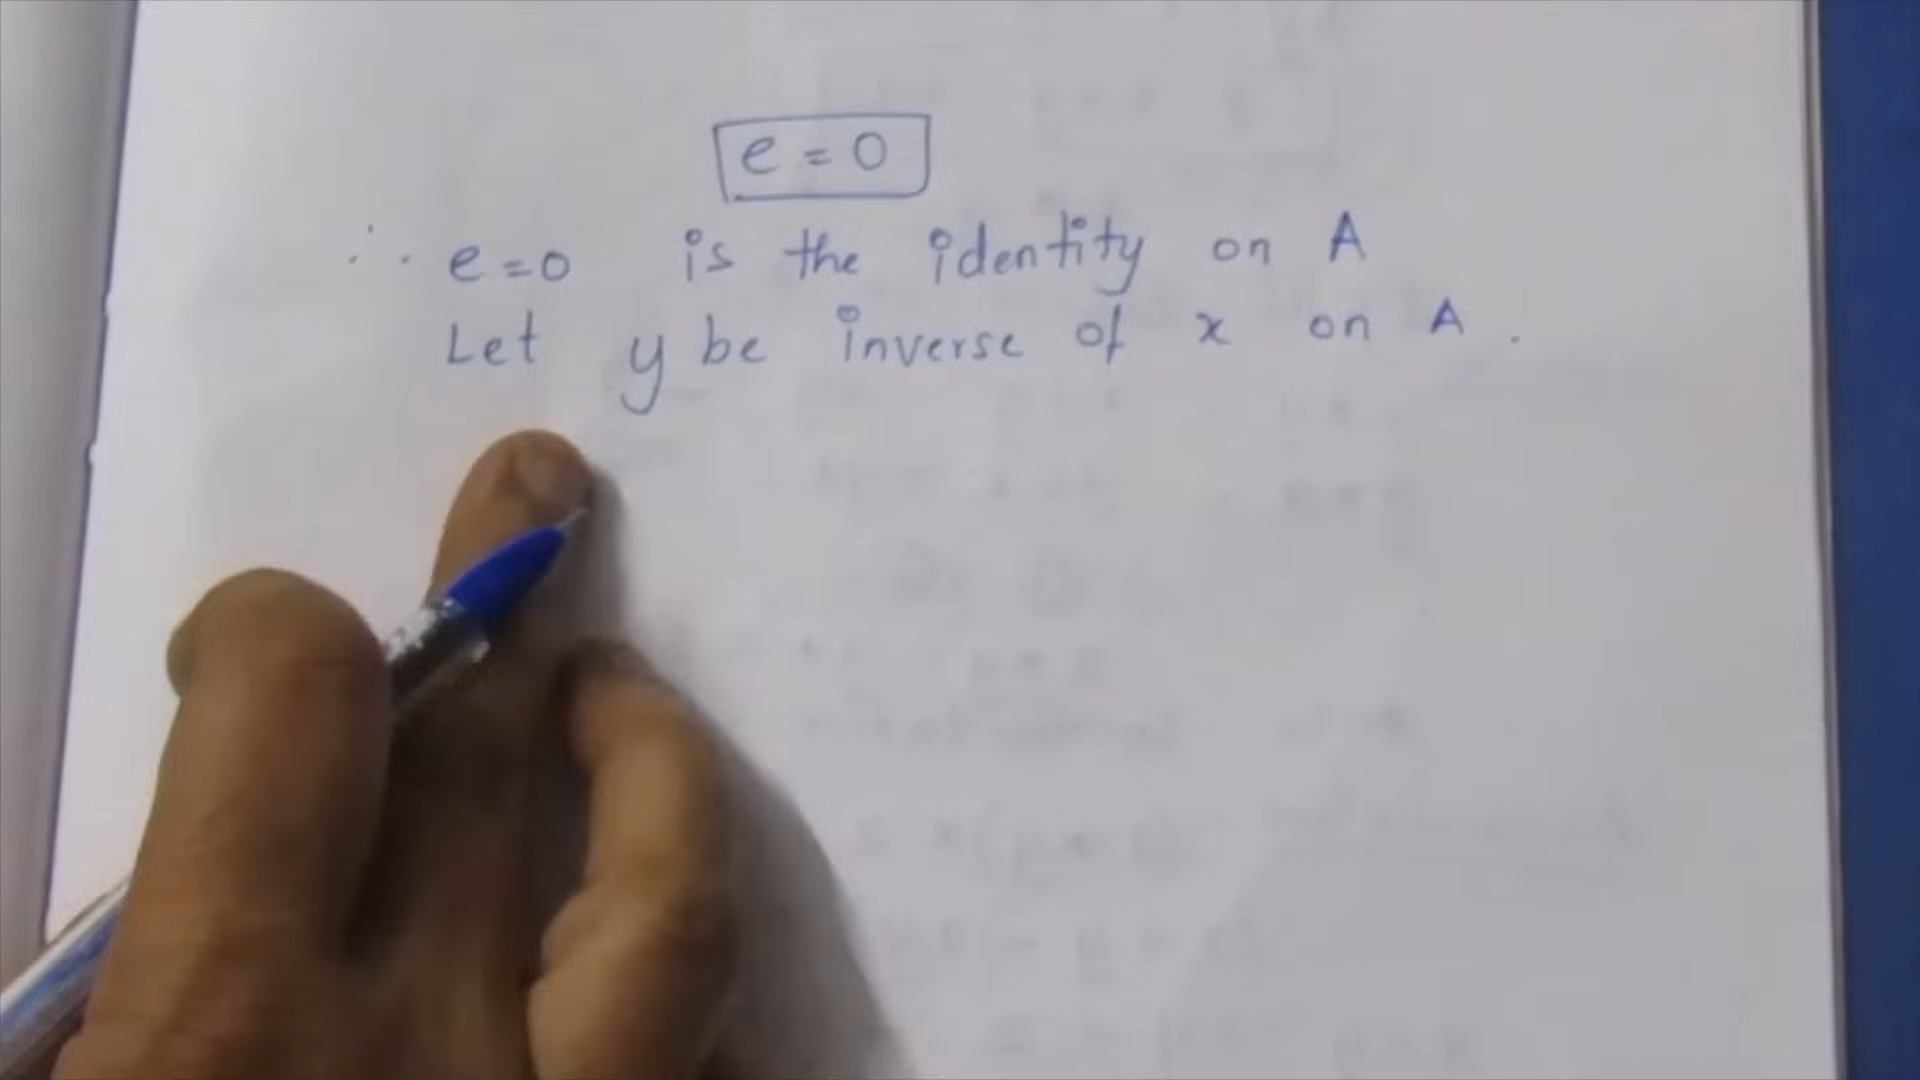 e = 0
∴ e = 0 is the identity on A
Let y be inverse of x on A .